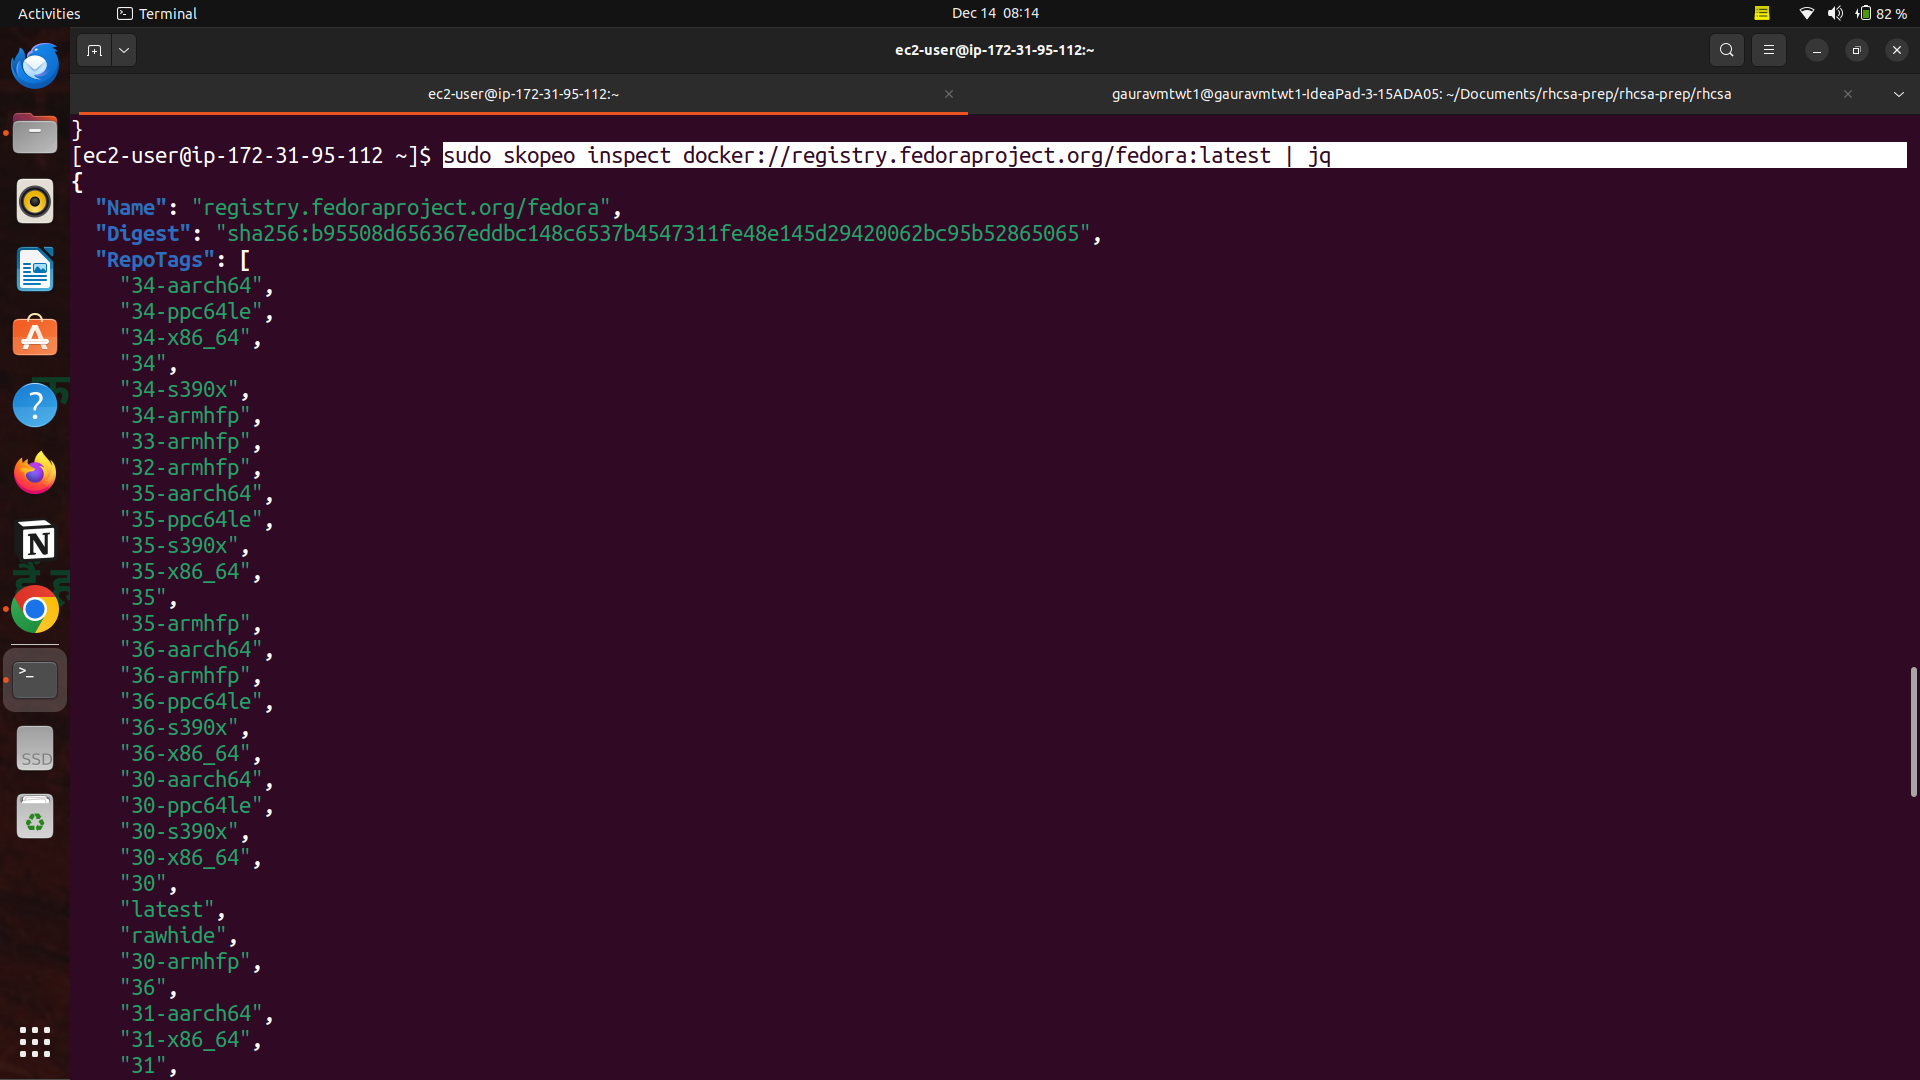 Activities
Terminal
Dec 14 08:14
82 %
ec2-user@ip-172-31-95-112:~
ec2-user@ip-172-31-95-112:~
gauravmtwt1@gauravmtwt1-IdeaPad-3-15ADA05: ~/Documents/rhcsa-prep/rhcsa-prep/rhcsa
}
[ec2-user@ip-172-31-95-112 ~]$ sudo skopeo inspect docker://registry.fedoraproject.org/fedora:latest | jq
{
"Name": "registry.fedoraproject.org/fedora",
"Digest": "sha256:b95508d656367eddbc148c6537b4547311fe48e145d29420062bc95b52865065",
"RepoTags": [
"34-aarch64",
"34-ppc64le",
"34-x86_64",
"34",
"34-s390x",
"34-armhfp",
"33-armhfp",
"32-armhfp",
"35-aarch64",
"35-ppc64le",
"35-s390x",
"35-x86_64",
"35",
"35-armhfp",
"36-aarch64",
"36-armhfp",
"36-ppc64le",
"36-s390x",
"36-x86_64",
"30-aarch64",
"30-ppc64le",
"30-s390x",
"30-x86_64",
"30",
"latest",
"rawhide",
"30-armhfp",
"36",
"31-aarch64",
"31-x86_64",
"31",
SSD